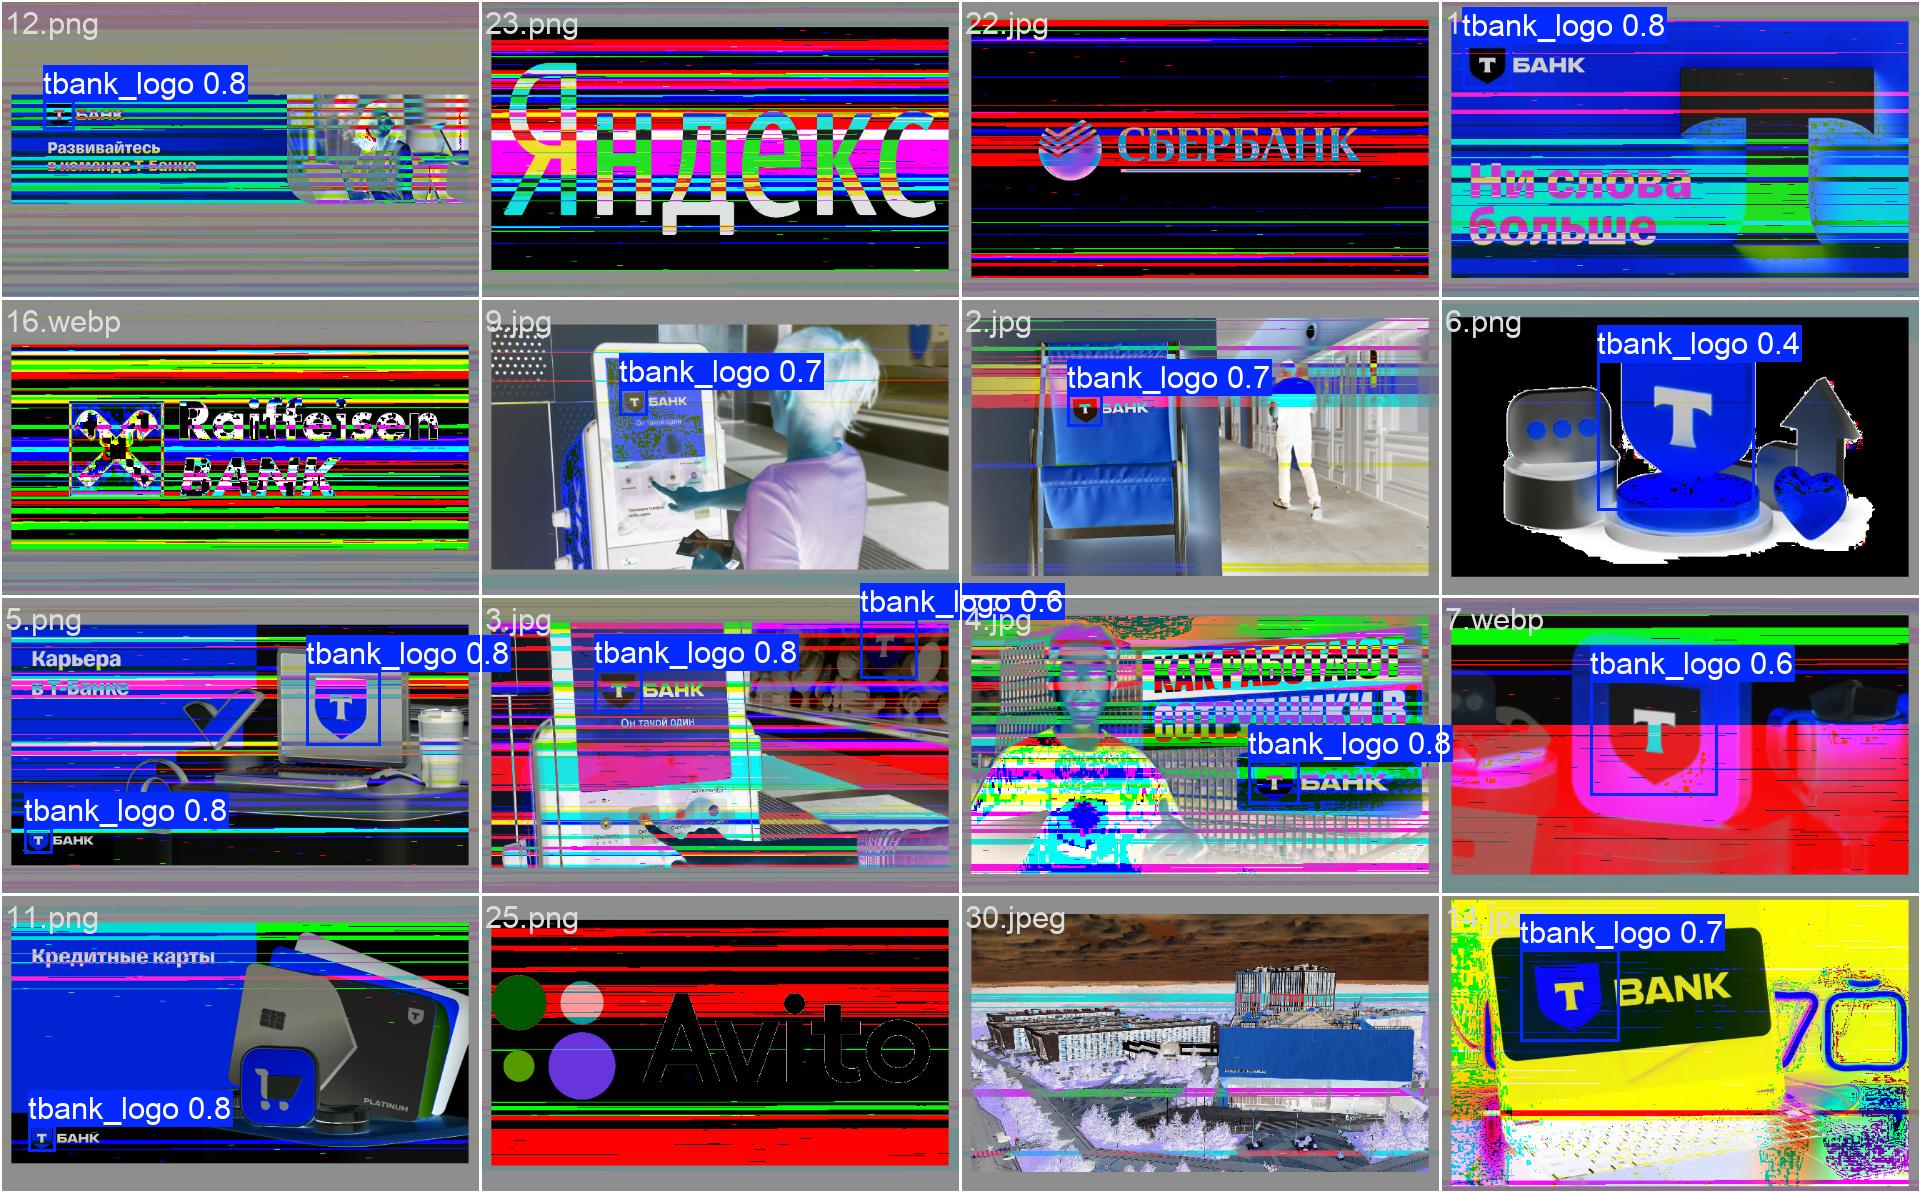 12.png
tbank_logo 0.8
Т БАНК
Развивайтесь
в команде Т-Банка
23.png
Яндекс
22.jpg
СБЕРБАНК
tbank_logo 0.8
Т БАНК
Ни слова
больше
16.webp
Raiffeisen
BANK
9.jpg
tbank_logo 0.7
Т БАНК
Он такой один
2.jpg
tbank_logo 0.7
Т БАНК
6.png
tbank_logo 0.4
Т
5.png
Карьера
в Т-Банке
tbank_logo 0.8
Т
tbank_logo 0.8
Т БАНК
3.jpg
tbank_logo 0.6
Т
tbank_logo 0.8
Т БАНК
Он такой один
4.jpg
КАК РАБОТАЮТ
СОТРУДНИКИ В
tbank_logo 0.8
Т БАНК
7.webp
tbank_logo 0.6
Т
11.png
Кредитные карты
Т
PLATINUM
tbank_logo 0.8
Т БАНК
25.png
Avito
30.jpeg
14.jpg
tbank_logo 0.7
T BANK